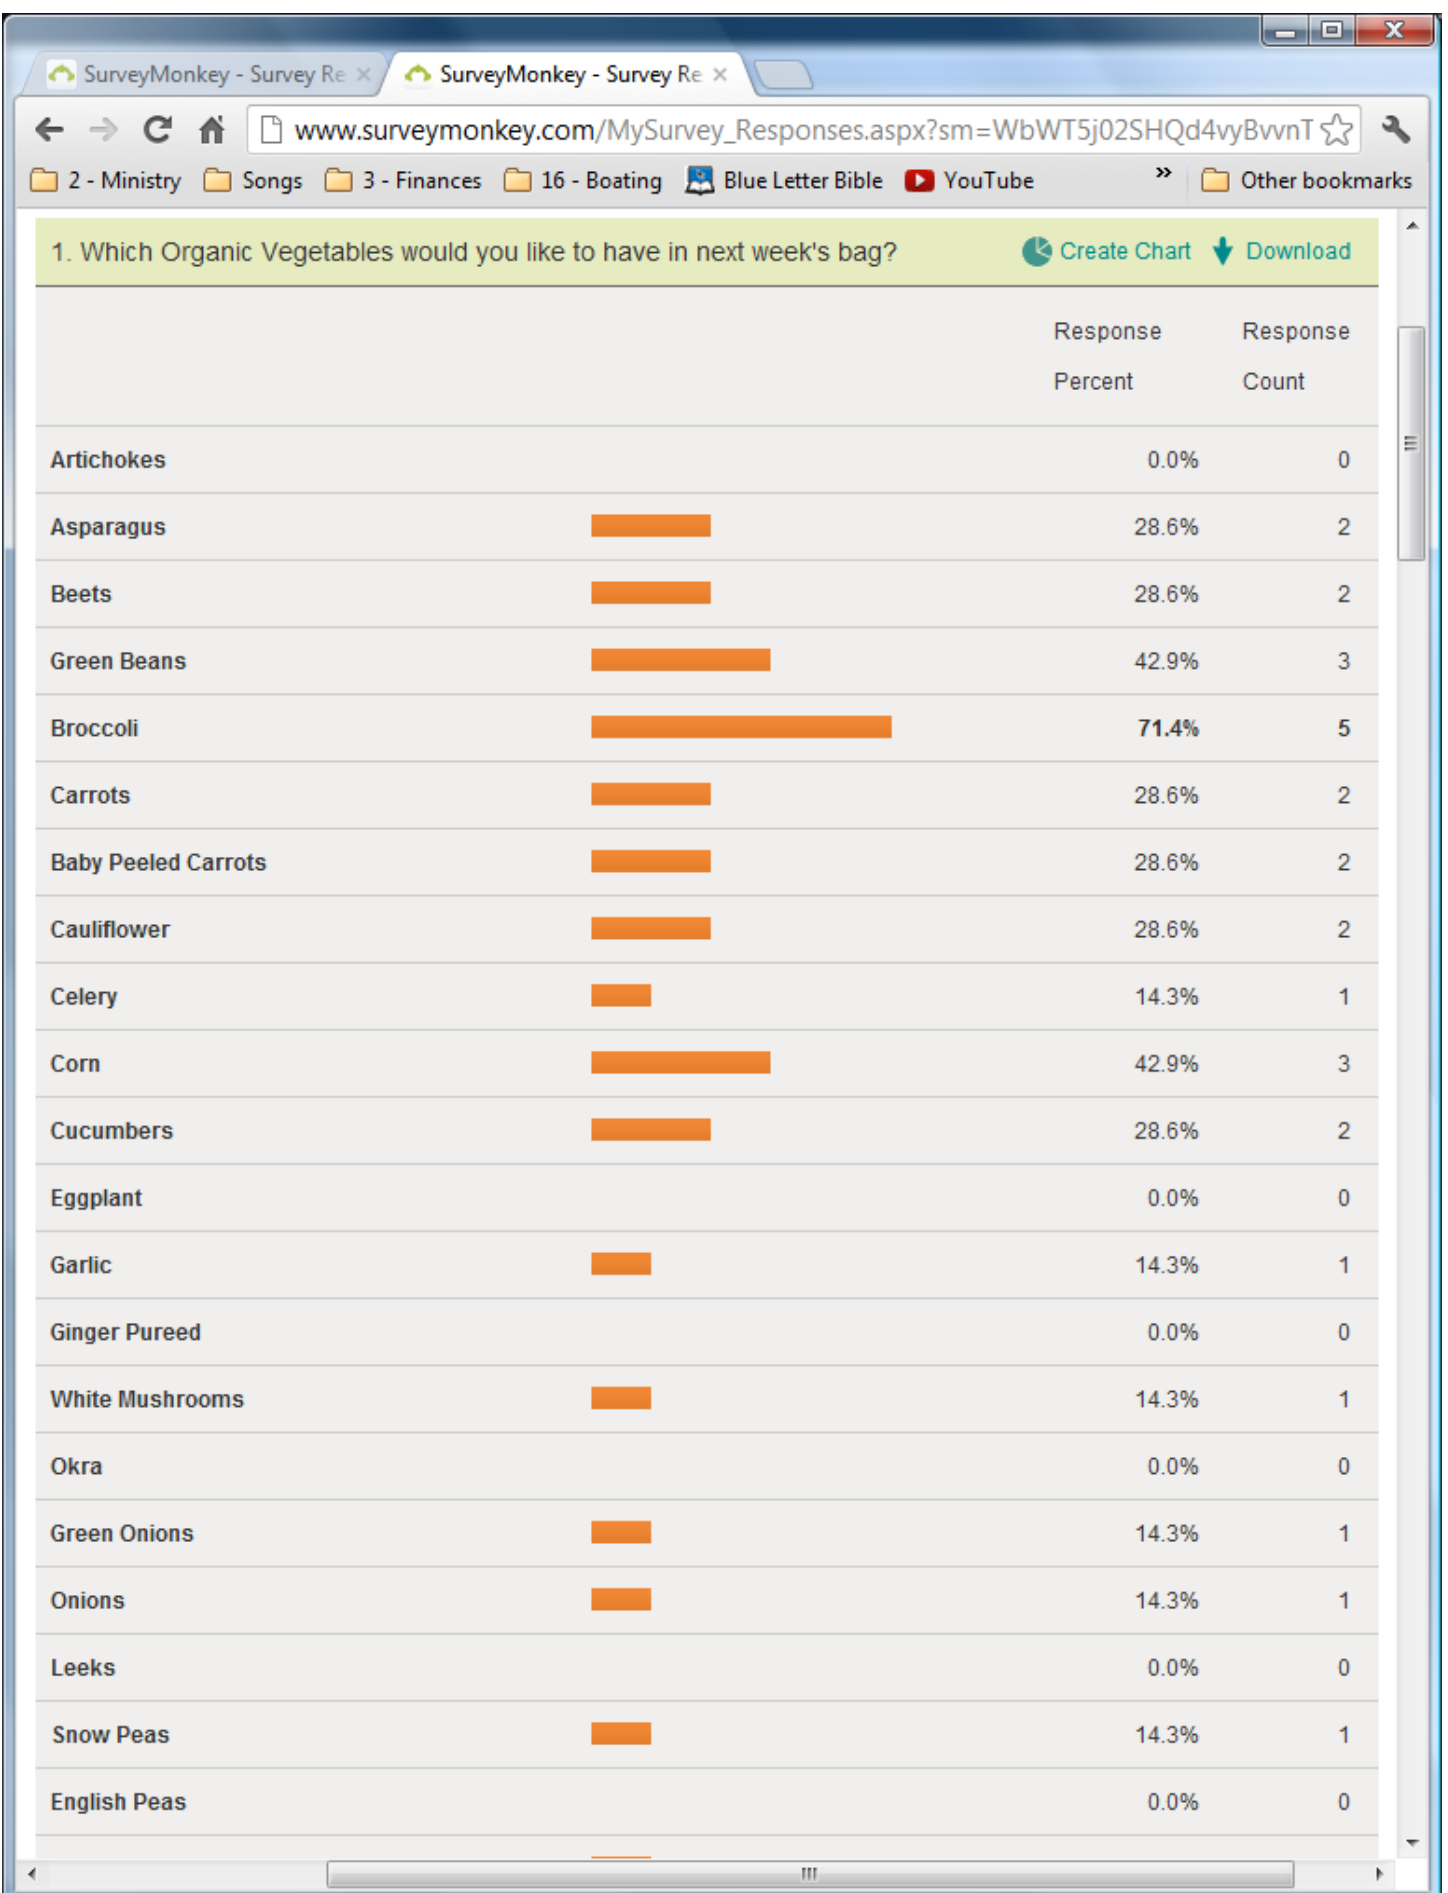 SurveyMonkey - Survey Re
SurveyMonkey - Survey Re
www.surveymonkey.com/MySurvey_Responses.aspx?sm=WbWT5j02SHQd4vyBvvnT
2 - Ministry Songs 3 - Finances 16 - Boating Blue Letter Bible YouTube » Other bookmarks
1. Which Organic Vegetables would you like to have in next week's bag? Create Chart Download
Response Response
Percent Count
Artichokes 0.0% 0
Asparagus 28.6% 2
Beets 28.6% 2
Green Beans 42.9% 3
Broccoli 71.4% 5
Carrots 28.6% 2
Baby Peeled Carrots 28.6% 2
Cauliflower 28.6% 2
Celery 14.3% 1
Corn 42.9% 3
Cucumbers 28.6% 2
Eggplant 0.0% 0
Garlic 14.3% 1
Ginger Pureed 0.0% 0
White Mushrooms 14.3% 1
Okra 0.0% 0
Green Onions 14.3% 1
Onions 14.3% 1
Leeks 0.0% 0
Snow Peas 14.3% 1
English Peas 0.0% 0